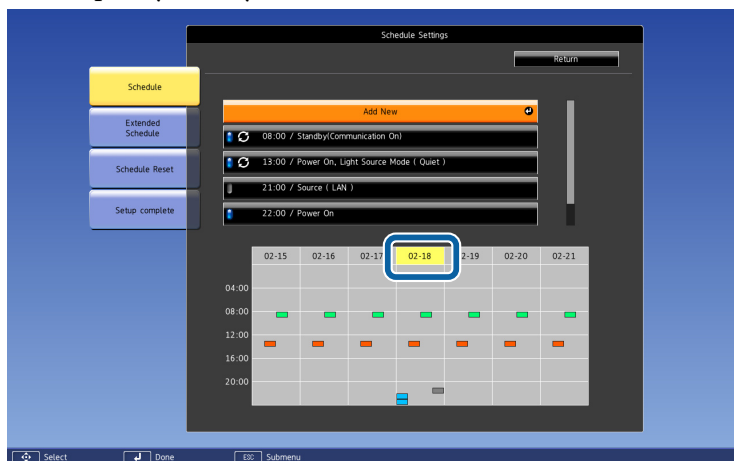 Schedule Settings
Return
Schedule
Extended
Schedule
Schedule Reset
Setup complete
Add New
08:00 / Standby(Communication On)
13:00 / Power On, Light Source Mode ( Quiet )
21:00 / Source ( LAN )
22:00 / Power On
02-15 02-16 02-17 02-18 2-19 02-20 02-21
04:00
08:00
12:00
16:00
20:00
Select Done ESC Submenu